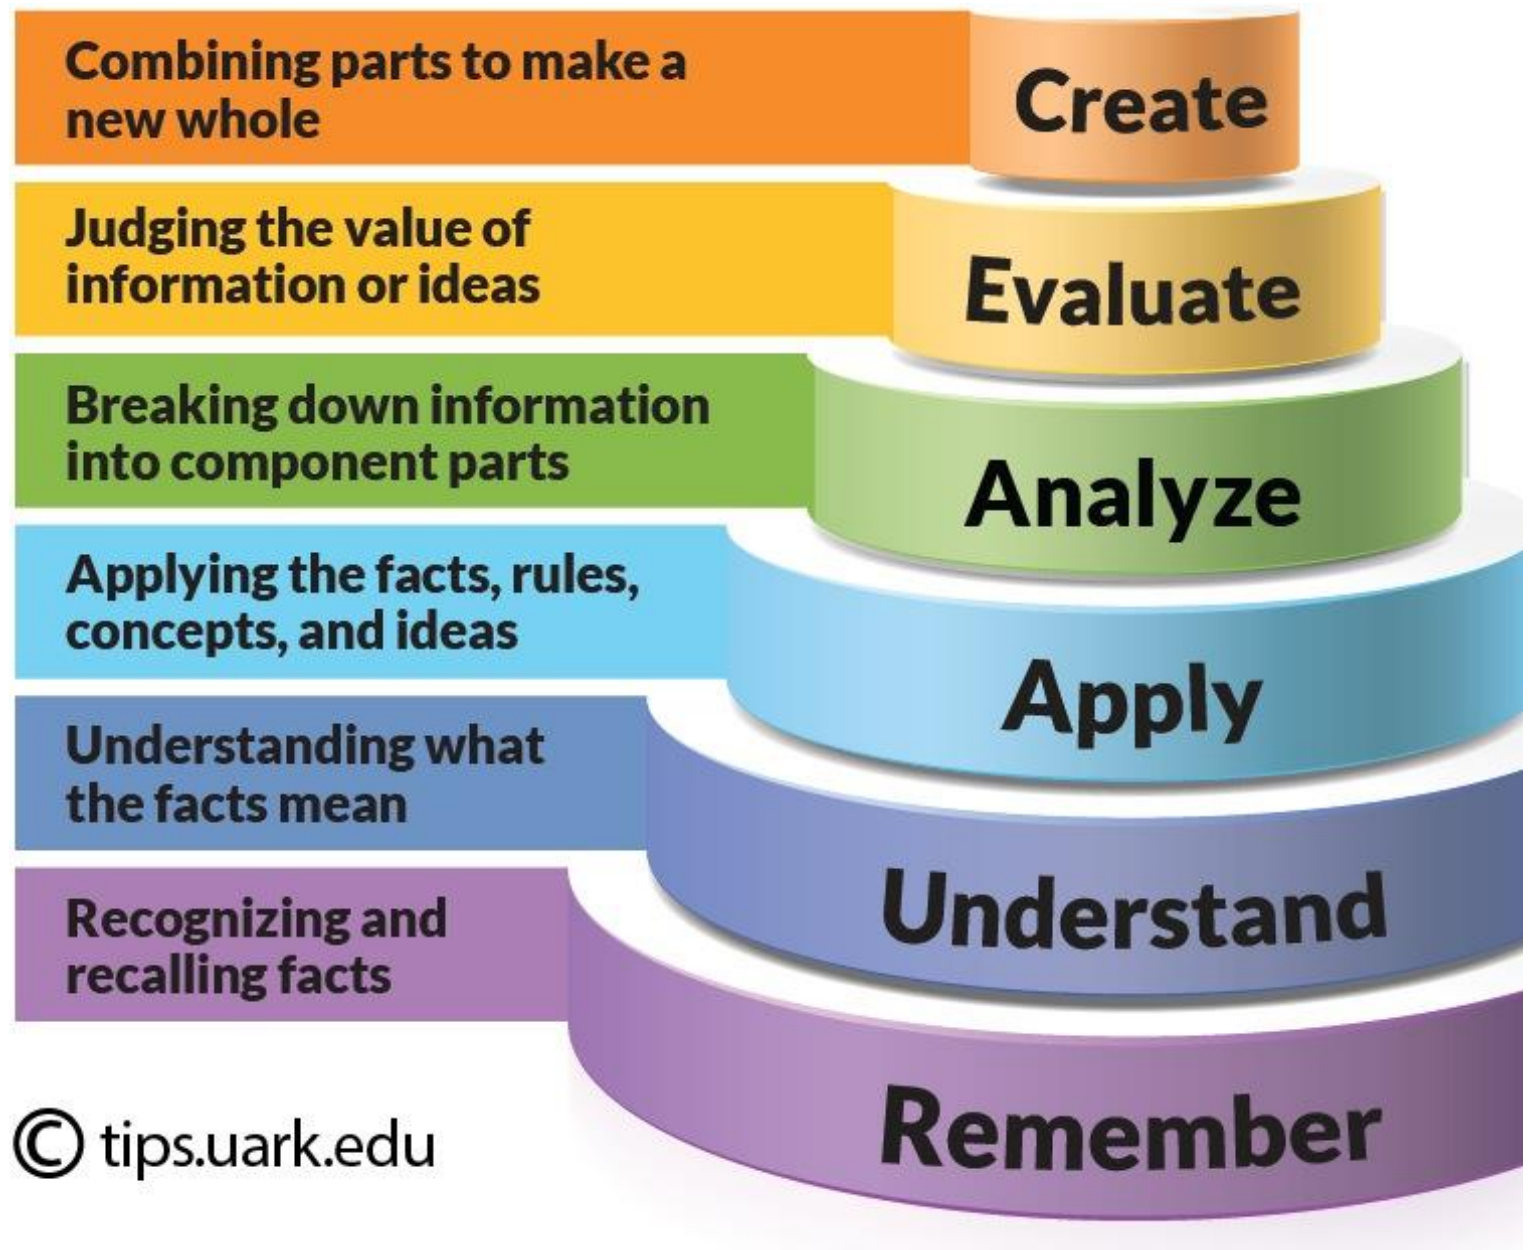 Combining parts to make a
new whole
Create
Judging the value of
information or ideas
Evaluate
Breaking down information
into component parts
Analyze
Applying the facts, rules,
concepts, and ideas
Apply
Understanding what
the facts mean
Understand
Recognizing and
recalling facts
Remember
© tips.uark.edu